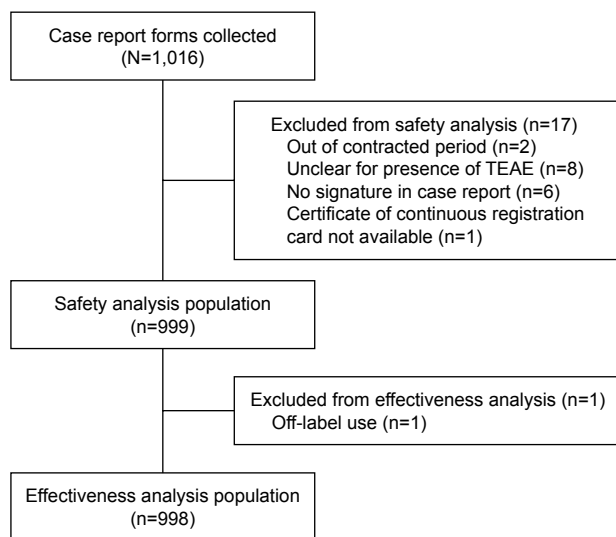 Case report forms collected
(N=1,016)
Excluded from safety analysis (n=17)
Out of contracted period (n=2)
Unclear for presence of TEAE (n=8)
No signature in case report (n=6)
Certificate of continuous registration
card not available (n=1)
Safety analysis population
(n=999)
Excluded from effectiveness analysis (n=1)
Off-label use (n=1)
Effectiveness analysis population
(n=998)